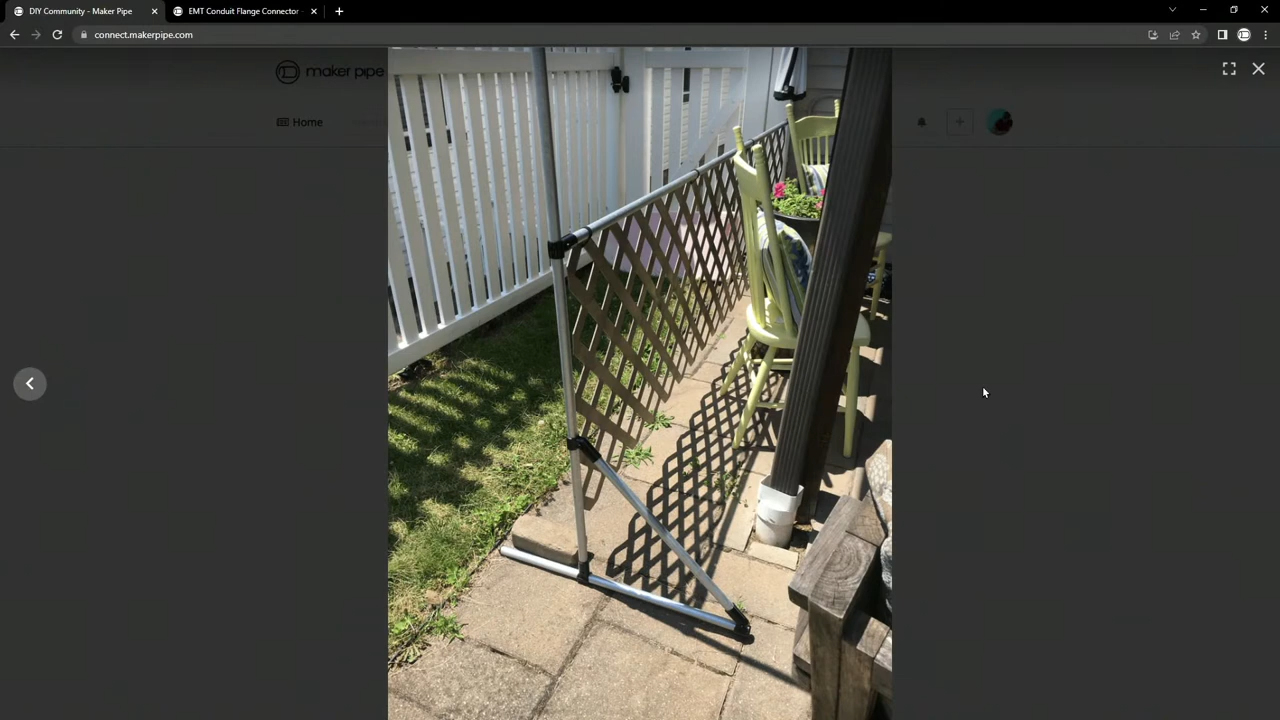 DIY Community - Maker Pipe
EMT Conduit Flange Connector
connect.makerpipe.com
maker pipe
Home